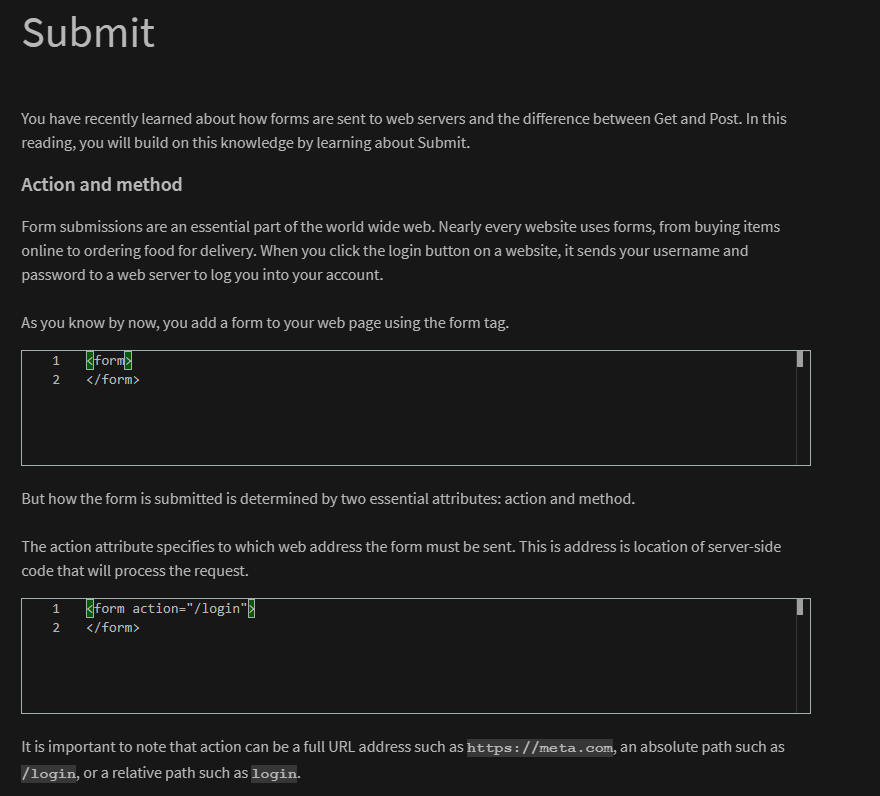 Submit
You have recently learned about how forms are sent to web servers and the difference between Get and Post. In this
reading, you will build on this knowledge by learning about Submit.
Action and method
Form submissions are an essential part of the world wide web. Nearly every website uses forms, from buying items
online to ordering food for delivery. When you click the login button on a website, it sends your username and
password to a web server to log you into your account.
As you know by now, you add a form to your web page using the form tag.
1 <form>
2 </form>
But how the form is submitted is determined by two essential attributes: action and method.
The action attribute specifies to which web address the form must be sent. This is address is location of server-side
code that will process the request.
1 <form action="/login">
2 </form>
It is important to note that action can be a full URL address such as https://meta.com, an absolute path such as
/login, or a relative path such as login.